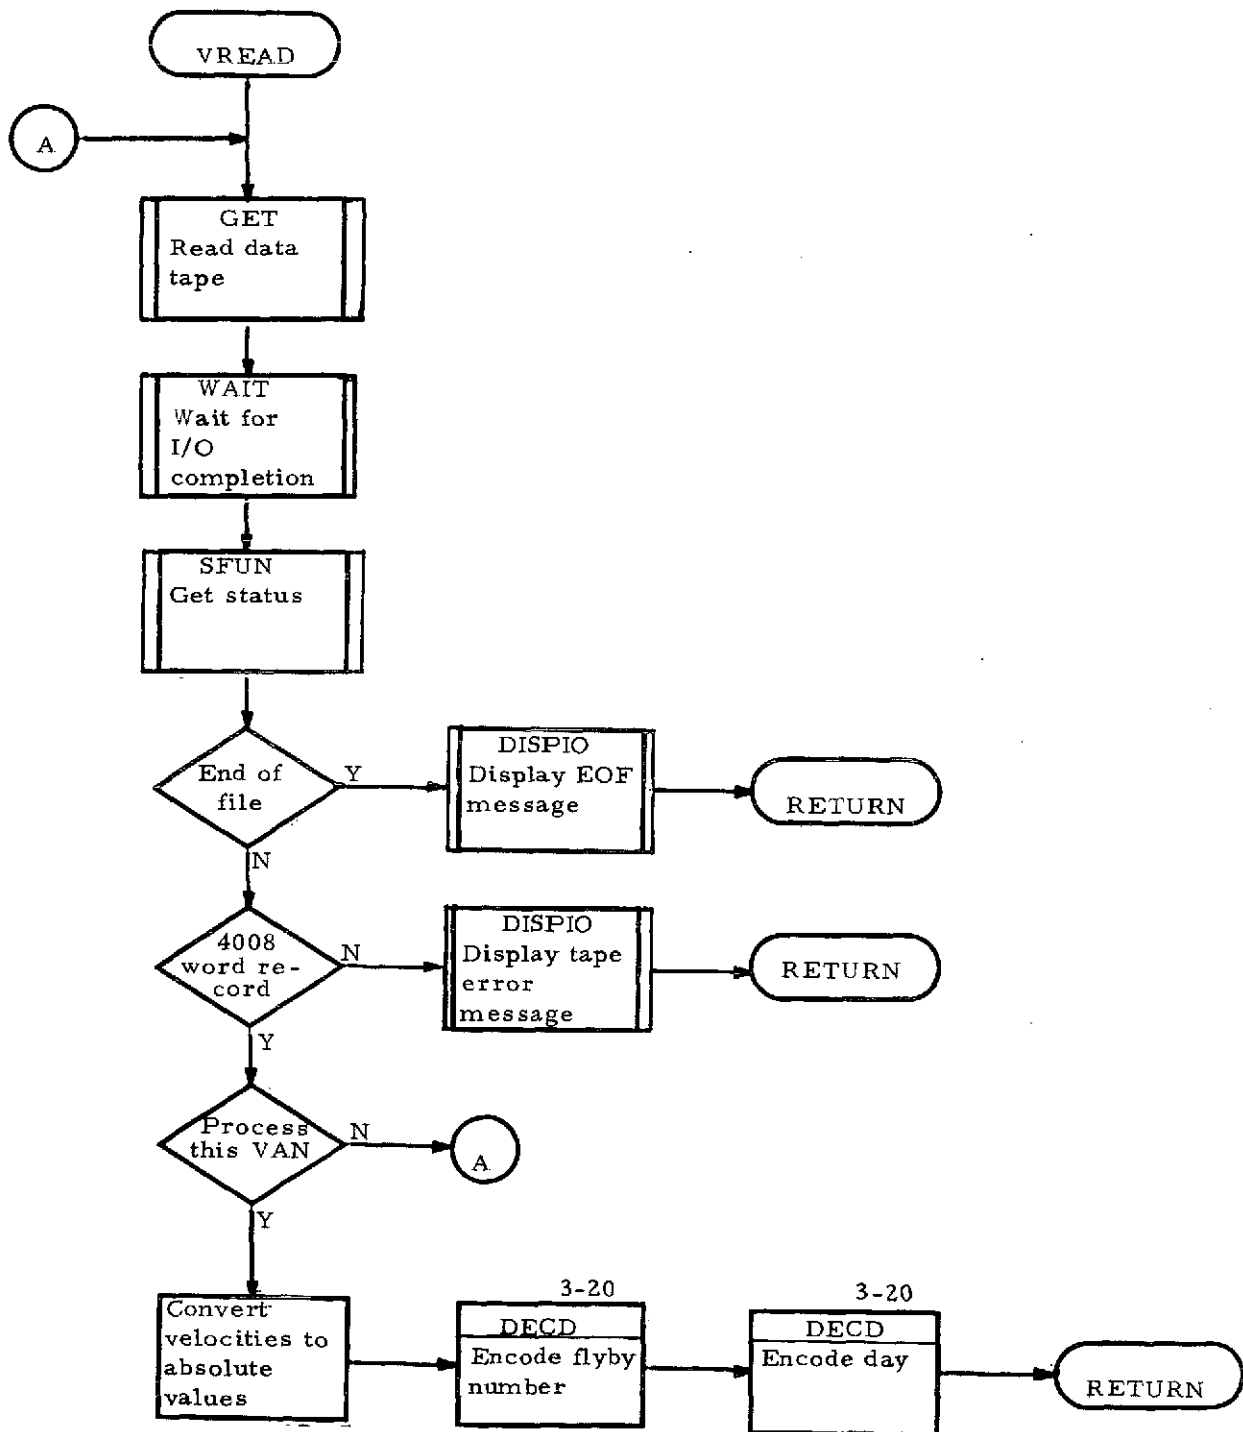 VREAD
A
GET
Read data
tape
WAIT
Wait for
I/O
completion
SFUN
Get status
End of
file
Y
DISPIO
Display EOF
message
RETURN
N
4008
word re-
cord
N
DISPIO
Display tape
error
message
RETURN
Y
Process
this VAN
N
A
Y
Convert
velocities to
absolute
values
3-20
DECD
Encode flyby
number
3-20
DECD
Encode day
RETURN